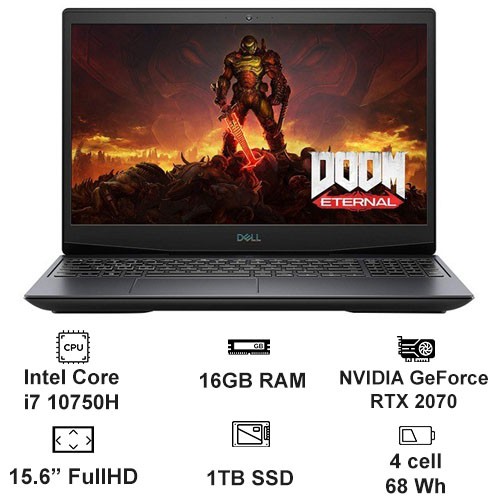 DOOM
ETERNAL
DELL
CPU
GB
Intel Core
i7 10750H
16GB RAM
NVIDIA GeForce
RTX 2070
15.6” FullHD
1TB SSD
4 cell
68 Wh